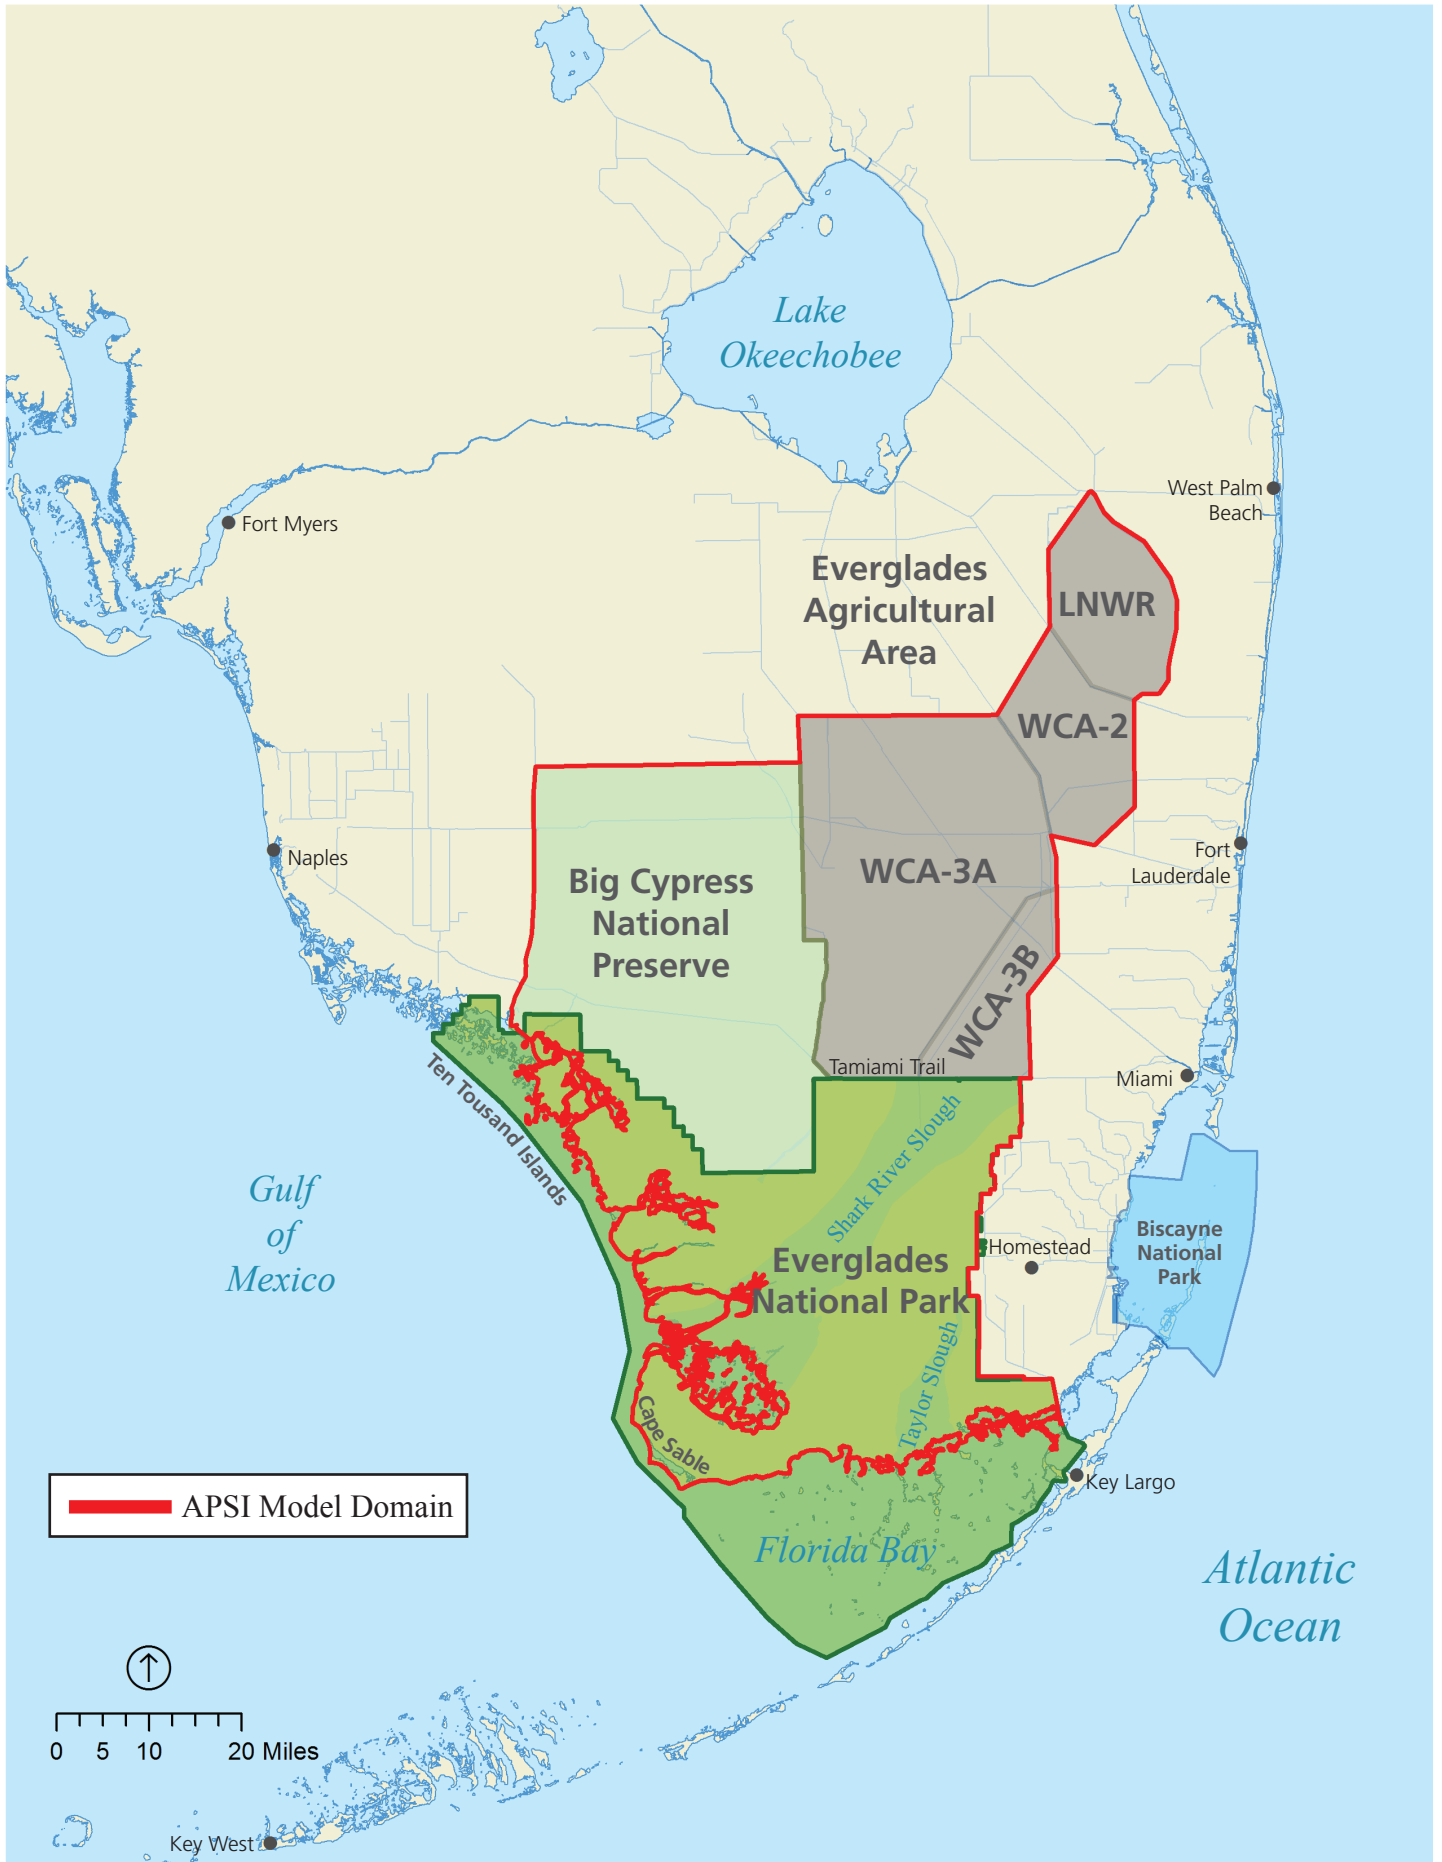 Lake
Okeechobee
West Palm
Beach
Fort Myers
Everglades
Agricultural
Area
LNWR
WCA-2
Naples
Fort
Lauderdale
WCA-3A
Big Cypress
National
Preserve
WCA-3B
Tamiami Trail
Miami
Ten Tousand Islands
Shark River Slough
Gulf
of
Mexico
Biscayne
National
Park
Homestead
Everglades
National Park
Taylor Slough
Cape Sable
Key Largo
APSI Model Domain
Florida Bay
Atlantic
Ocean
0 5 10 20 Miles
Key West